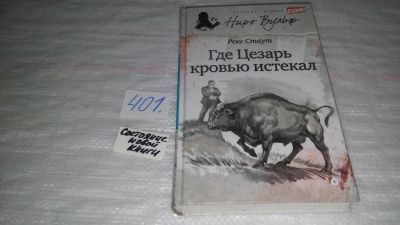 Ниро Вульф
Рекс Стаут
Где Цезарь
кровью истекал
401.
Состояние
новой
книги